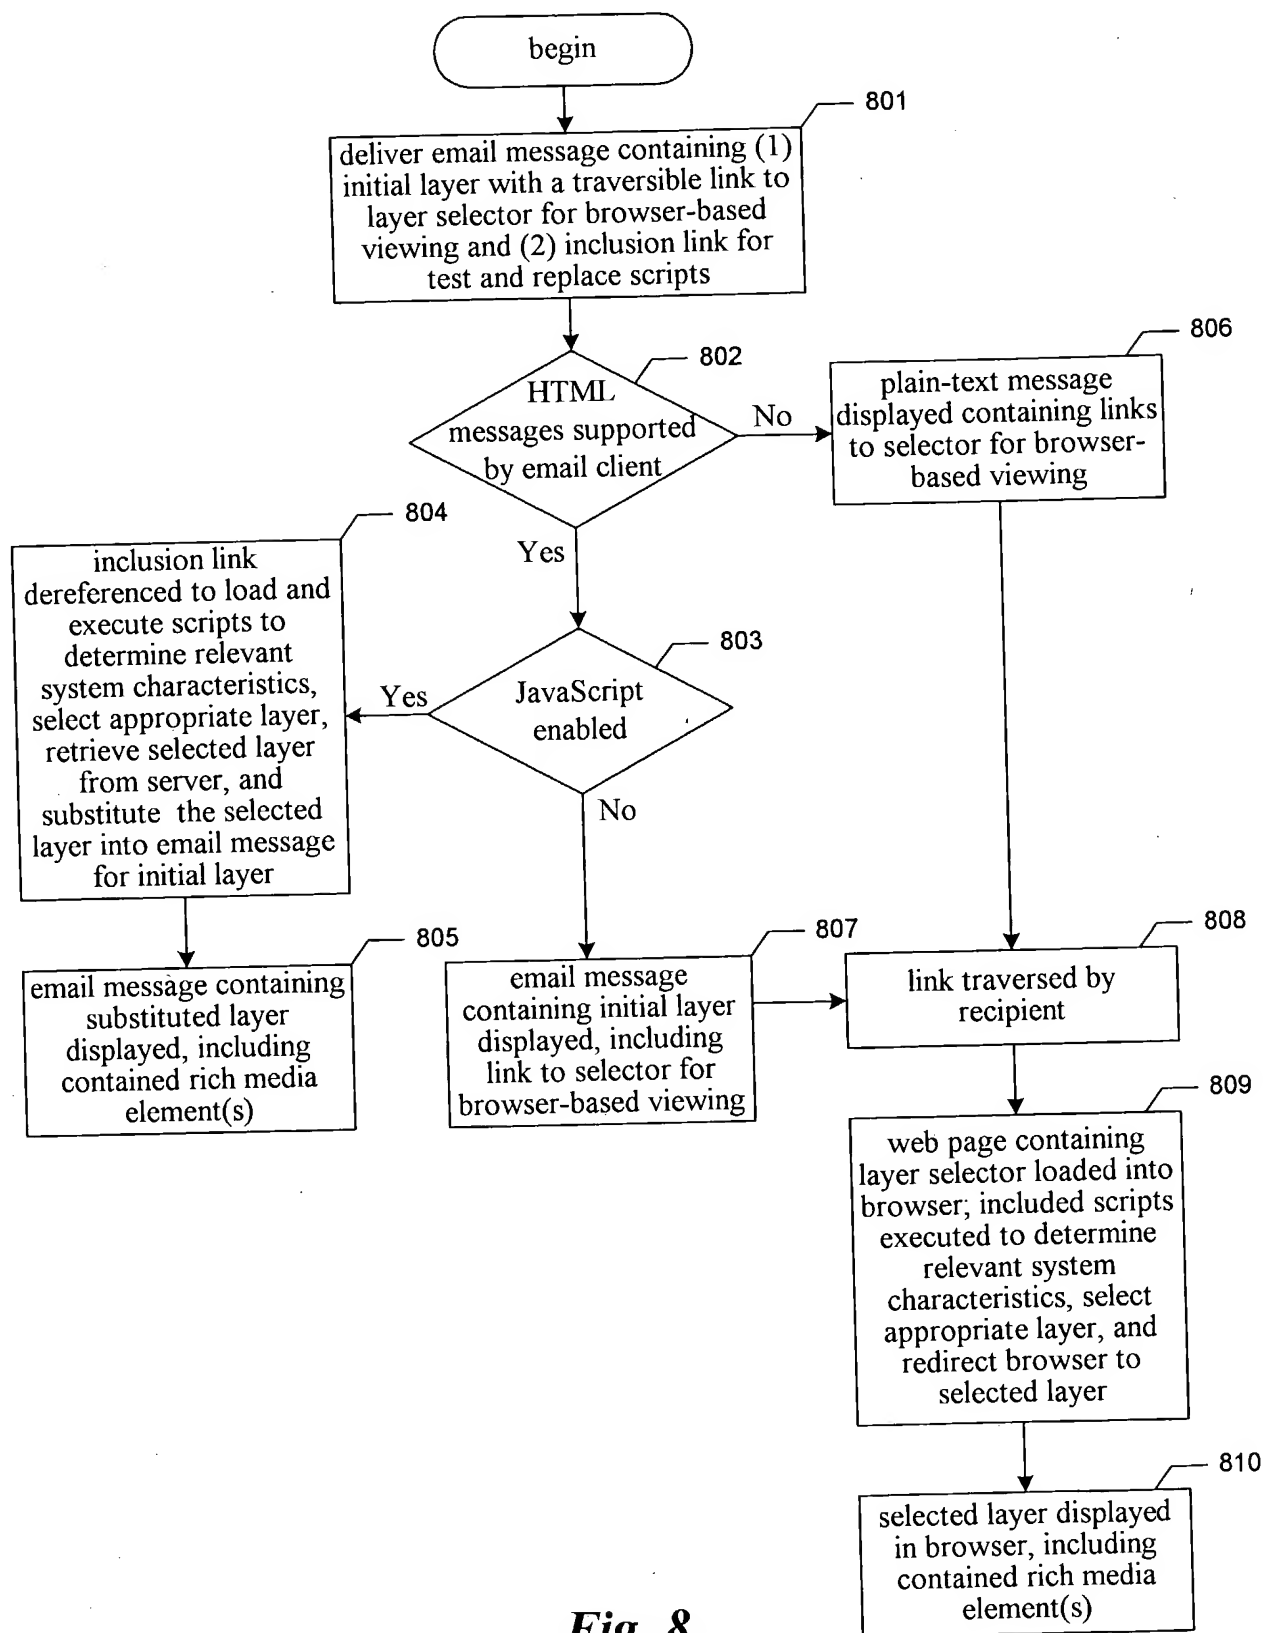 begin
801
deliver email message containing (1)
initial layer with a traversible link to
layer selector for browser-based
viewing and (2) inclusion link for
test and replace scripts
802
HTML
messages supported
by email client
No
806
plain-text message
displayed containing links
to selector for browser-
based viewing
Yes
804
inclusion link
dereferenced to load and
execute scripts to
determine relevant
system characteristics,
select appropriate layer,
retrieve selected layer
from server, and
substitute the selected
layer into email message
for initial layer
803
JavaScript
enabled
Yes
No
805
email message containing
substituted layer
displayed, including
contained rich media
element(s)
807
email message
containing initial layer
displayed, including
link to selector for
browser-based viewing
808
link traversed by
recipient
809
web page containing
layer selector loaded into
browser; included scripts
executed to determine
relevant system
characteristics, select
appropriate layer, and
redirect browser to
selected layer
810
selected layer displayed
in browser, including
contained rich media
element(s)
Fig. 8